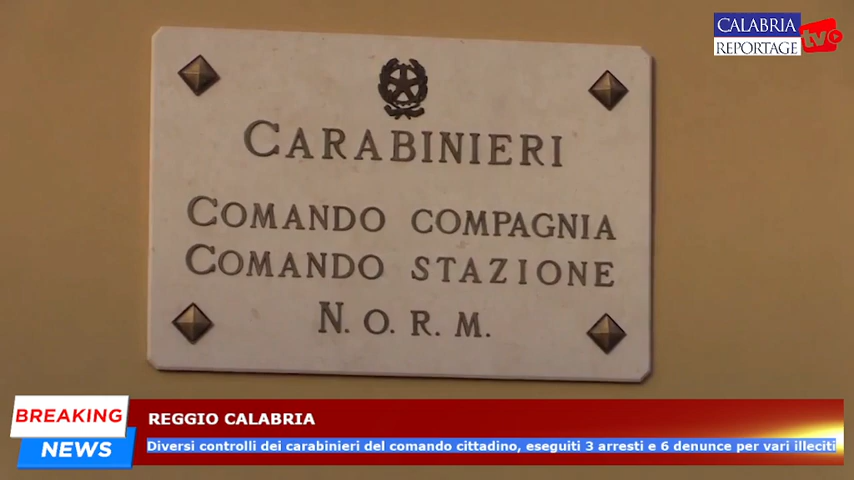 CALABRIA
REPORTAGE tv
CARABINIERI
COMANDO COMPAGNIA
COMANDO STAZIONE
N. O. R. M.
BREAKING
NEWS
REGGIO CALABRIA
Diversi controlli dei carabinieri del comando cittadino, eseguiti 3 arresti e 6 denunce per vari illeciti